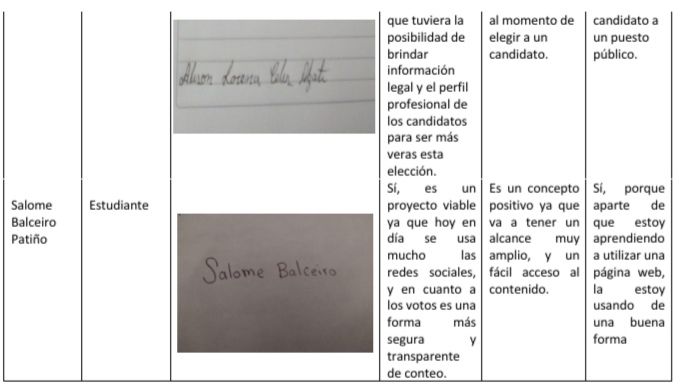 que tuviera la
posibilidad de
brindar
información
legal y el perfil
profesional de
los candidatos
para ser más
veras esta
elección.
al momento de
elegir a un
candidato.
candidato a
un puesto
público.
Lorena
Salome
Balceiro
Patiño
Estudiante
Salome Balceiro
Sí, es un
proyecto viable
ya que hoy en
día se usa
mucho las
redes sociales,
y en cuanto a
los votos es una
forma más
segura y
transparente
de conteo.
Es un concepto
positivo ya que
va a tener un
alcance muy
amplio, y un
fácil acceso al
contenido.
Sí, porque
aparte de
que estoy
aprendiendo
a utilizar una
página web,
la estoy
usando de
una buena
forma